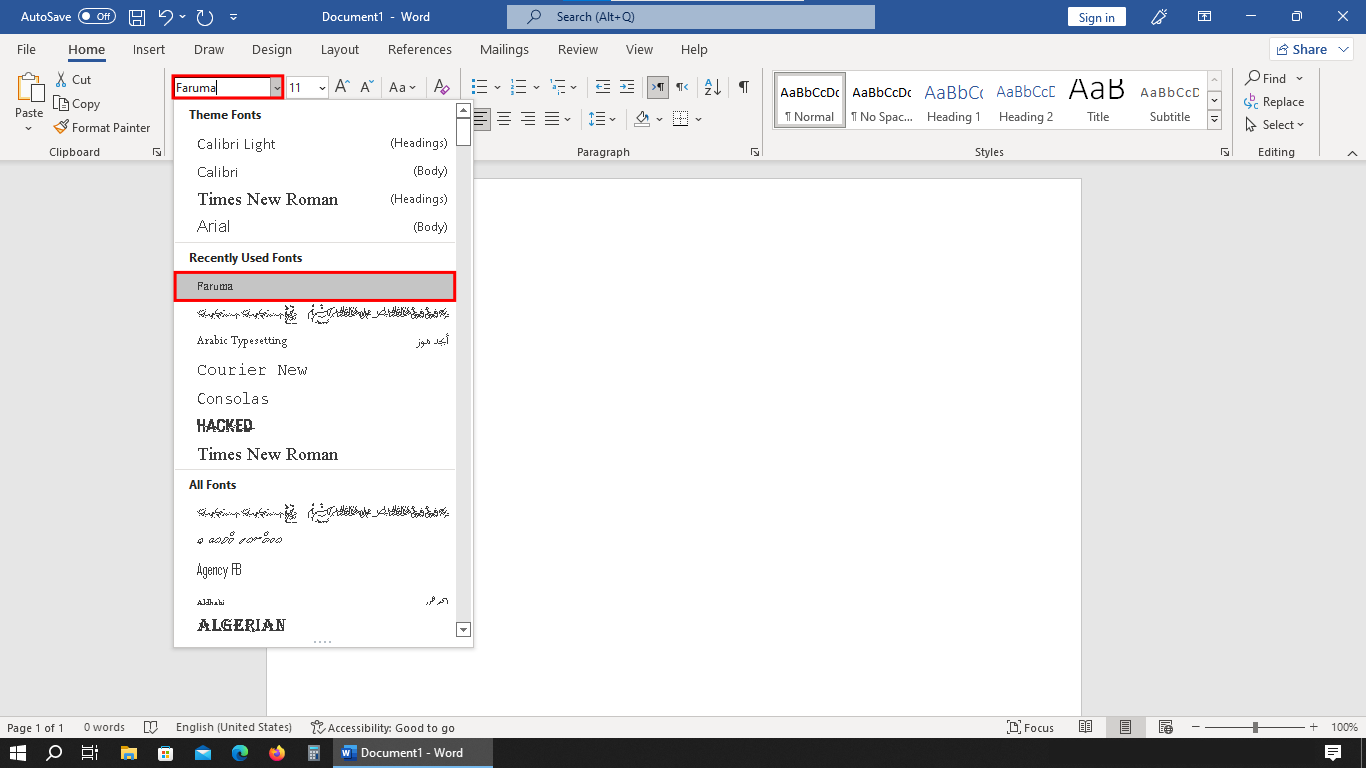 AutoSave Off Document1 - Word Search (Alt+Q) Sign in
File Home Insert Draw Design Layout References Mailings Review View Help Share
Paste
Cut
Copy
Format Painter
Clipboard
Faruma 11
Aa
Paragraph
AaBbCcDc ¶ Normal
AaBbCcDc ¶ No Spac...
AaBbCc Heading 1
AaBbCcD Heading 2
AaB Title
AaBbCcD Subtitle
Styles
Find
Replace
Select
Editing
Theme Fonts
Calibri Light (Headings)
Calibri (Body)
Times New Roman (Headings)
Arial (Body)
Recently Used Fonts
Faruma
Arabic Typesetting أبجد هوز
Courier New
Consolas
HACKED
Times New Roman
All Fonts
Agency FB
Aldhabi
ALGERIAN
Page 1 of 1 0 words English (United States) Accessibility: Good to go Focus 100%
Document1 - Word